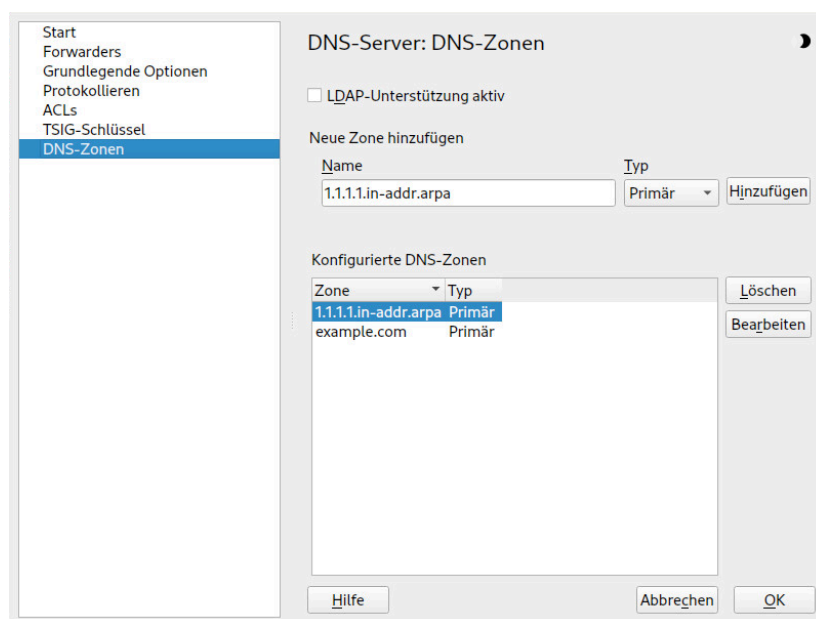 Start
Forwarders
Grundlegende Optionen
Protokollieren
ACLs
TSIG-Schlüssel
DNS-Zonen
DNS-Server: DNS-Zonen
LDAP-Unterstützung aktiv
Neue Zone hinzufügen
Name Typ
1.1.1.1.in-addr.arpa Primär Hinzufügen
Konfigurierte DNS-Zonen
Zone Typ
1.1.1.1.in-addr.arpa Primär
example.com Primär
Löschen
Bearbeiten
Hilfe Abbrechen OK